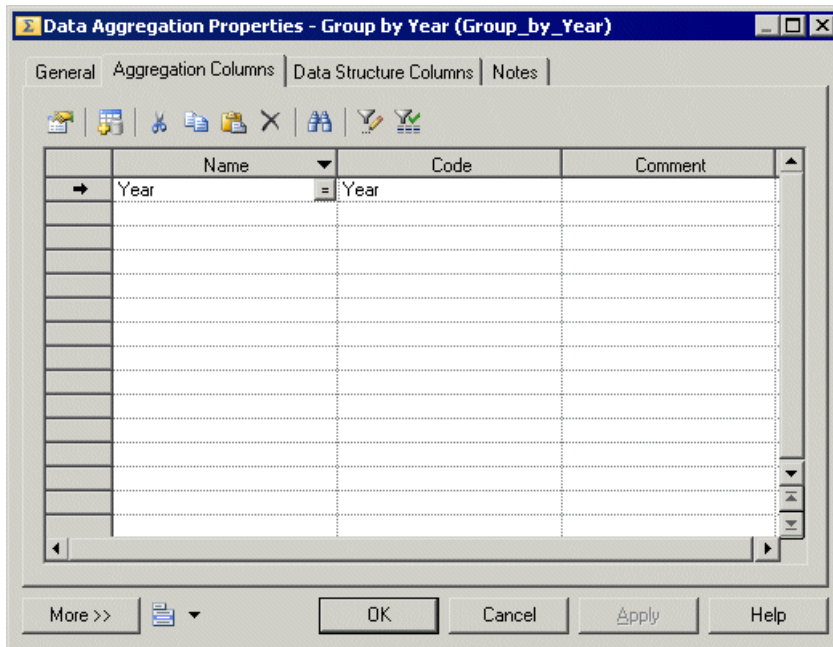 Data Aggregation Properties - Group by Year (Group_by_Year)
General Aggregation Columns Data Structure Columns Notes
Name Code Comment
Year = Year
More >> OK Cancel Apply Help